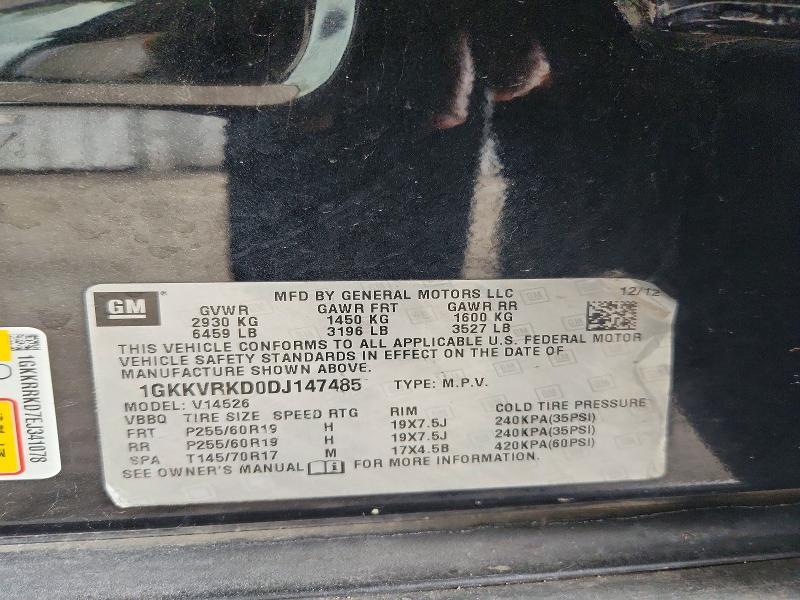 GM
MFD BY GENERAL MOTORS LLC
12/12
GVWR GAWR FRT GAWR RR
2930 KG 1450 KG 1600 KG
6459 LB 3196 LB 3527 LB
THIS VEHICLE CONFORMS TO ALL APPLICABLE U.S. FEDERAL MOTOR
VEHICLE SAFETY STANDARDS IN EFFECT ON THE DATE OF
MANUFACTURE SHOWN ABOVE.
1GKKVRKD0DJ147485 TYPE: M.P.V.
MODEL: V14526
VBBQ TIRE SIZE SPEED RTG RIM COLD TIRE PRESSURE
FRT P255/60R19 H 19X7.5J 240KPA(35PSI)
RR P255/60R19 H 19X7.5J 240KPA(35PSI)
SPA T145/70R17 M 17X4.5B 420KPA(60PSI)
SEE OWNER'S MANUAL FOR MORE INFORMATION.
1GKKRRKD7EJ341078